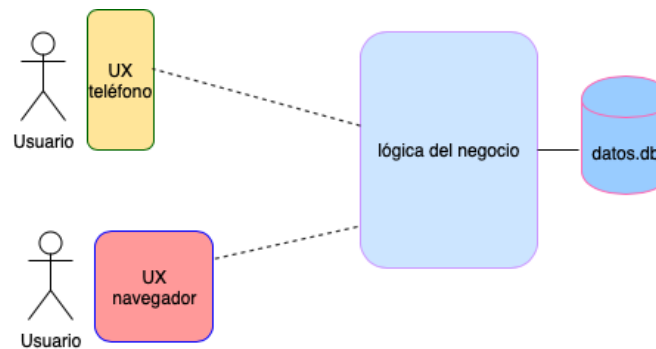 UX
teléfono
Usuario
lógica del negocio
datos.db
UX
navegador
Usuario